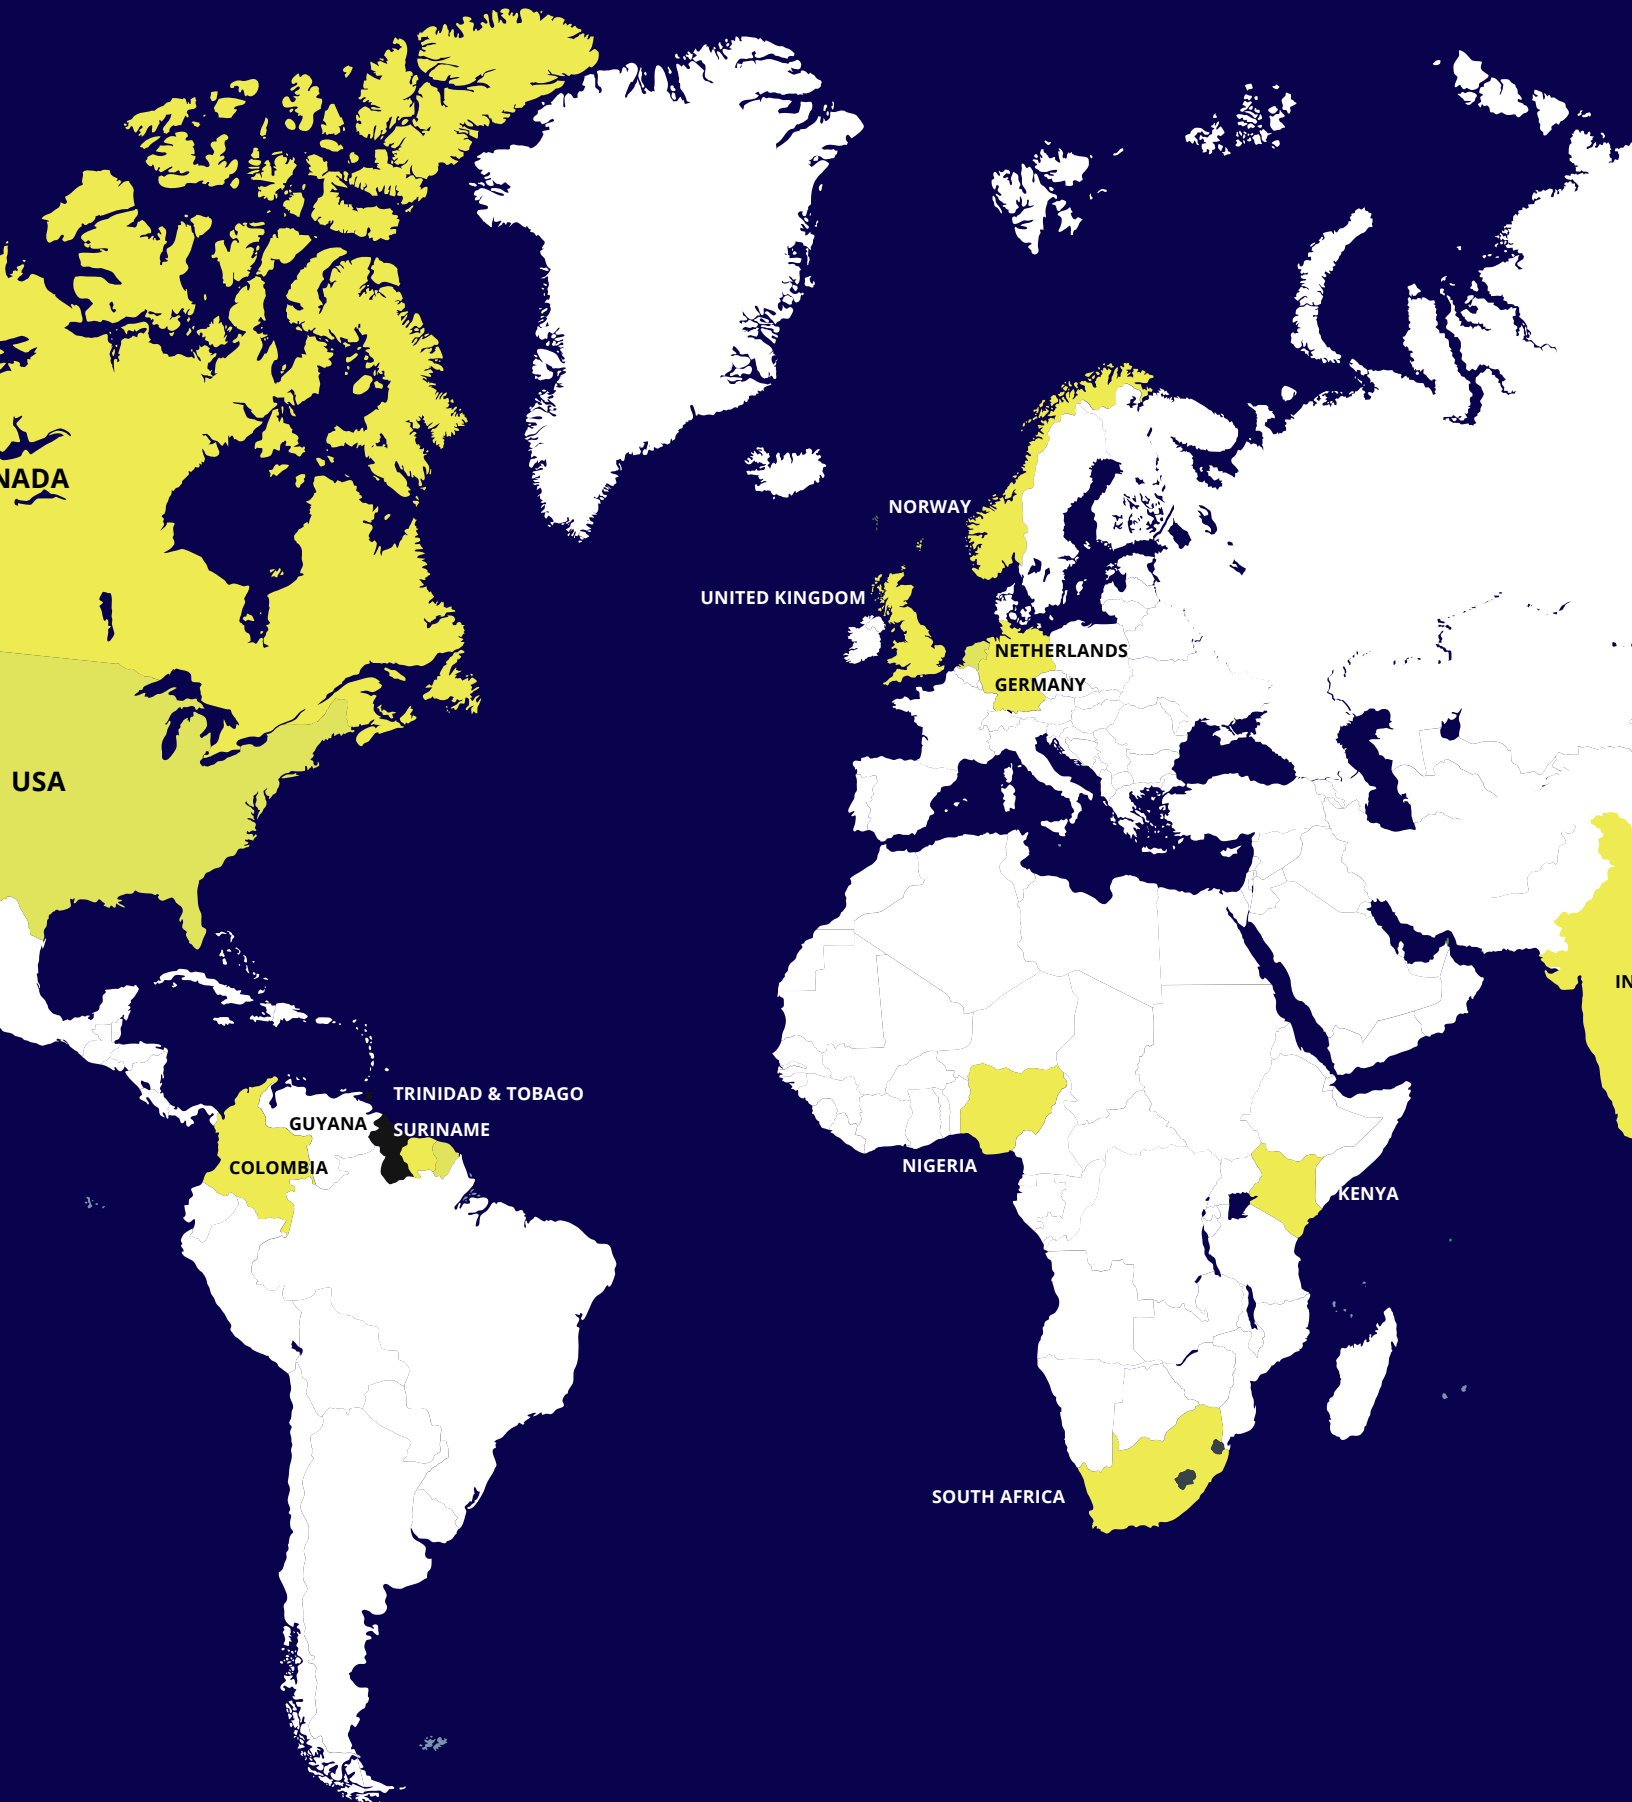 NADA
NORWAY
UNITED KINGDOM
NETHERLANDS
GERMANY
USA
IN
TRINIDAD & TOBAGO
GUYANA
SURINAME
COLOMBIA
NIGERIA
KENYA
SOUTH AFRICA